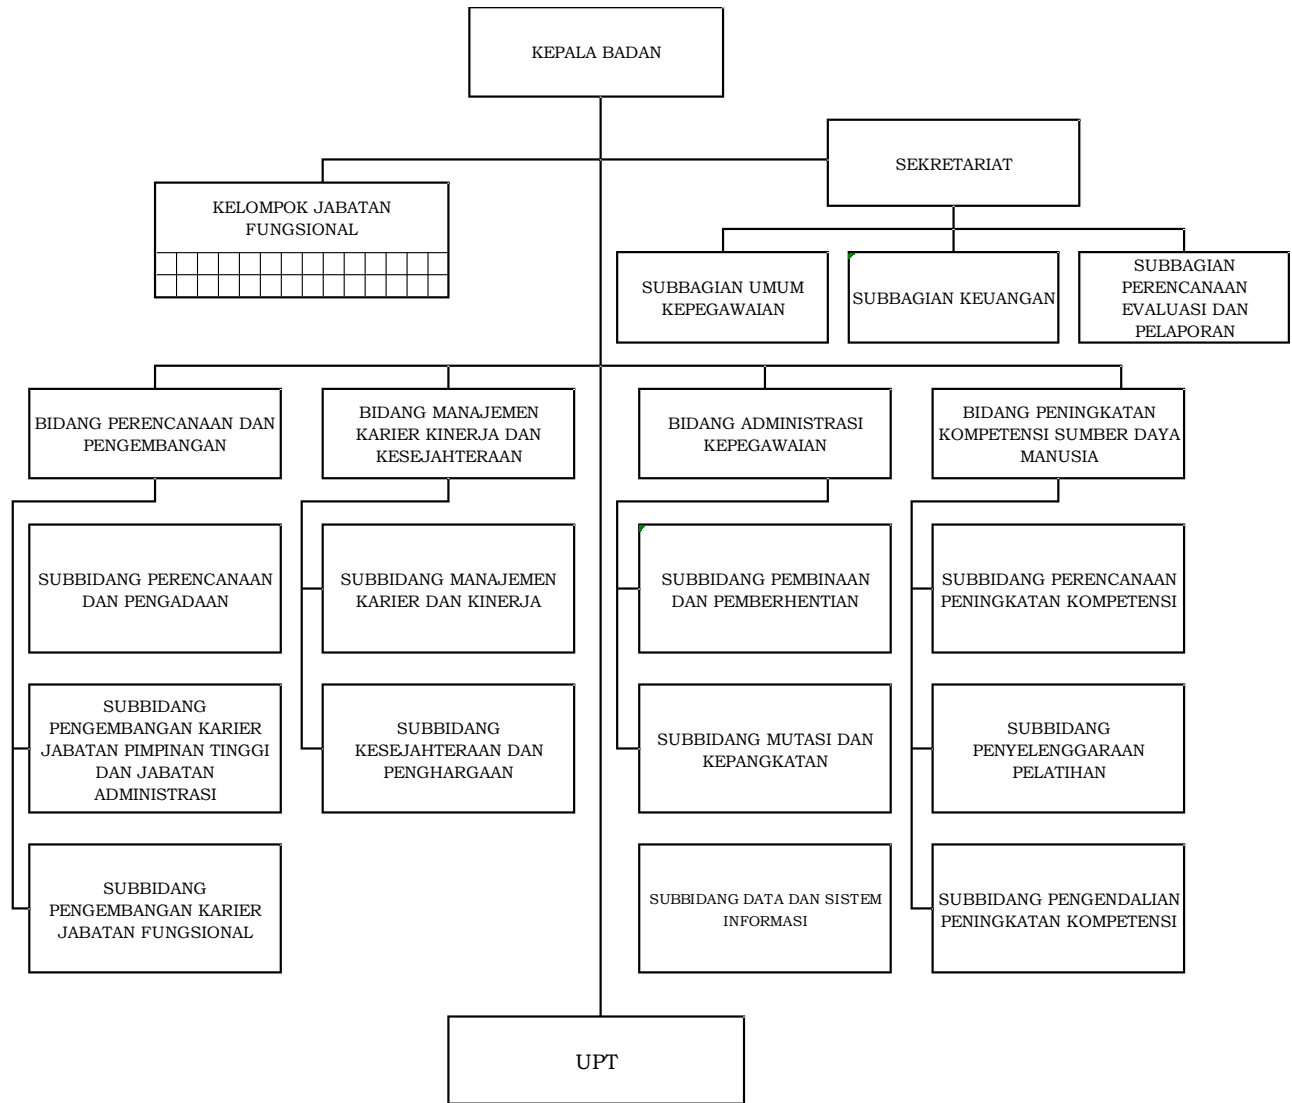 KEPALA BADAN
SEKRETARIAT
KELOMPOK JABATAN
FUNGSIONAL
SUBBAGIAN UMUM
KEPEGAWAIAN
SUBBAGIAN KEUANGAN
SUBBAGIAN
PERENCANAAN
EVALUASI DAN
PELAPORAN
BIDANG PERENCANAAN DAN
PENGEMBANGAN
BIDANG MANAJEMEN
KARIER KINERJA DAN
KESEJAHTERAAN
BIDANG ADMINISTRASI
KEPEGAWAIAN
BIDANG PENINGKATAN
KOMPETENSI SUMBER DAYA
MANUSIA
SUBBIDANG PERENCANAAN
DAN PENGADAAN
SUBBIDANG MANAJEMEN
KARIER DAN KINERJA
SUBBIDANG PEMBINAAN
DAN PEMBERHENTIAN
SUBBIDANG PERENCANAAN
PENINGKATAN KOMPETENSI
SUBBIDANG
PENGEMBANGAN KARIER
JABATAN PIMPINAN TINGGI
DAN JABATAN
ADMINISTRASI
SUBBIDANG
KESEJAHTERAAN DAN
PENGHARGAAN
SUBBIDANG MUTASI DAN
KEPANGKATAN
SUBBIDANG
PENYELENGGARAAN
PELATIHAN
SUBBIDANG
PENGEMBANGAN KARIER
JABATAN FUNGSIONAL
SUBBIDANG DATA DAN SISTEM
INFORMASI
SUBBIDANG PENGENDALIAN
PENINGKATAN KOMPETENSI
UPT